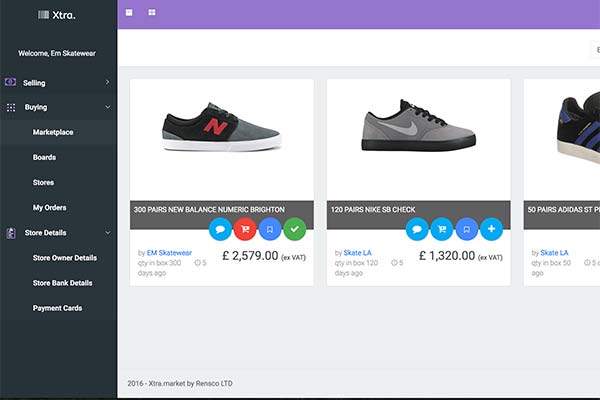 Xtra.
Welcome, Em Skatewear
Selling
Buying
Marketplace
Boards
Stores
My Orders
Store Details
Store Owner Details
Store Bank Details
Payment Cards
300 PAIRS NEW BALANCE NUMERIC BRIGHTON
by EM Skatewear
qty in box 300
5
days ago
£ 2,579.00 (ex VAT)
120 PAIRS NIKE SB CHECK
by Skate LA
qty in box 120
5
days ago
£ 1,320.00 (ex VAT)
50 PAIRS ADIDAS ST P
by Skate LA
qty in box 50
5
ago
2016 - Xtra.market by Rensco LTD